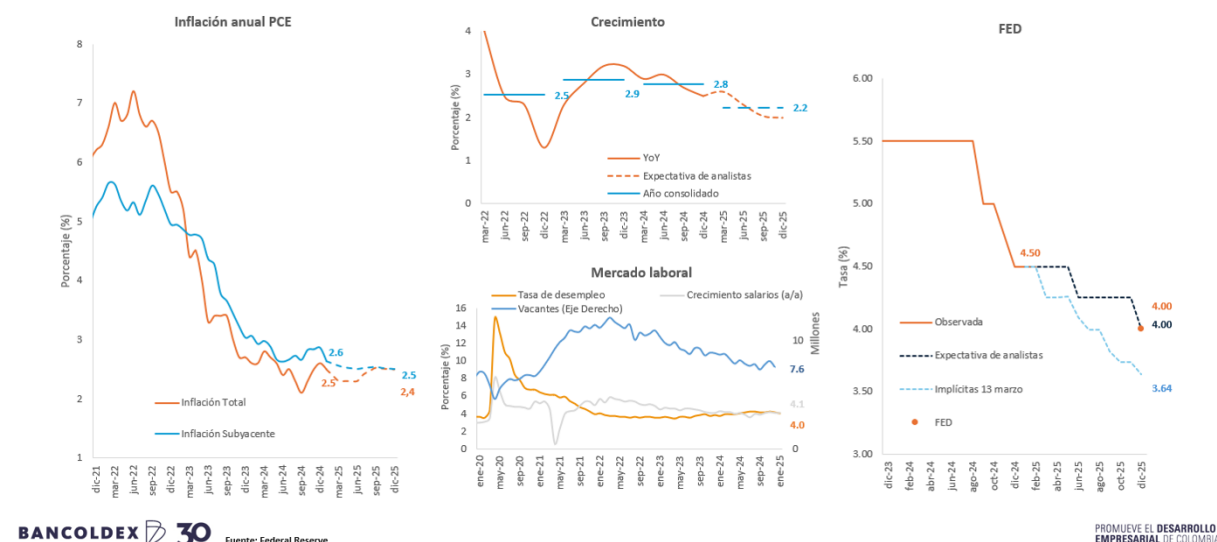 Inflación anual PCE
Porcentaje (%)
8
7
6
5
4
3
2
1
2.6
2.5
2.5
2,4
Inflación Total
Inflación Subyacente
dic-21
mar-22
jun-22
sep-22
dic-22
mar-23
jun-23
sep-23
dic-23
mar-24
jun-24
sep-24
dic-24
mar-25
jun-25
sep-25
dic-25
Crecimiento
Porcentaje (%)
4
3
2
1
0
2.5
2.9
2.8
2.2
YoY
Expectativa de analistas
Año consolidado
mar-22
jun-22
sep-22
dic-22
mar-23
jun-23
sep-23
dic-23
mar-24
jun-24
sep-24
dic-24
mar-25
jun-25
sep-25
dic-25
Mercado laboral
Tasa de desempleo
Crecimiento salarios (a/a)
Vacantes (Eje Derecho)
Porcentaje (%)
16
14
12
10
8
6
4
2
0
10
0
Millones
7.6
4.1
4.0
ene-20
may-20
sep-20
ene-21
may-21
sep-21
ene-22
may-22
sep-22
ene-23
may-23
sep-23
ene-24
may-24
sep-24
ene-25
FED
Tasa (%)
6.00
5.50
5.00
4.50
4.00
3.50
3.00
4.50
4.00
4.00
3.64
Observada
Expectativa de analistas
Implícitas 13 marzo
FED
dic-23
feb-24
abr-24
jun-24
ago-24
oct-24
dic-24
feb-25
abr-25
jun-25
ago-25
oct-25
dic-25
BANCOLDEX 30
Fuente: Federal Reserve
PROMUEVE EL DESARROLLO
EMPRESARIAL DE COLOMBIA